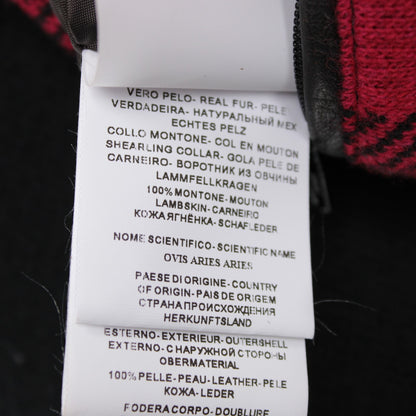 VERO PELO- REAL FUR- PELE
VERDADEIRA- НАТУРАЛЬНЫЙ МЕХ
ECHTES PELZ
COLLO MONTONE- COL EN MOUTON
SHEARLING COLLAR- GOLA PELE DE
CARNEIRO- ВОРОТНИК ИЗ ОВЧИНЫ
LAMMFELLKRAGEN
100% MONTONE- MOUTON
LAMBSKIN- CARNEIRO
КОЖА ЯГНЁНКА- SCHAFLEDER
NOME SCIENTIFICO- SCIENTIFIC NAME
OVIS ARIES ARIES
PAESE DI ORIGINE- COUNTRY
OF ORIGIN- PAIS DE ORIGEM
СТРАНА ПРОИСХОЖДЕНИЯ
HERKUNFTSLAND
ESTERNO- EXTERIEUR- OUTERSHELL
EXTERNO- С НАРУЖНОЙ СТОРОНЫ
OBERMATERIAL
100% PELLE- PEAU- LEATHER- PELE
КОЖА- LEDER
FODERA CORPO- DOUBLURE